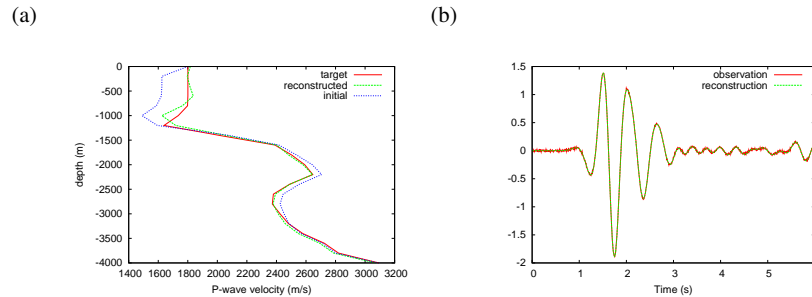 (a)
(b)
0
-500
-1000
-1500
-2000
-2500
-3000
-3500
-4000
depth (m)
target
reconstructed
initial
1400 1600 1800 2000 2200 2400 2600 2800 3000 3200
P-wave velocity (m/s)
1.5
1
0.5
0
-0.5
-1
-1.5
-2
observation
reconstruction
0 1 2 3 4 5
Time (s)